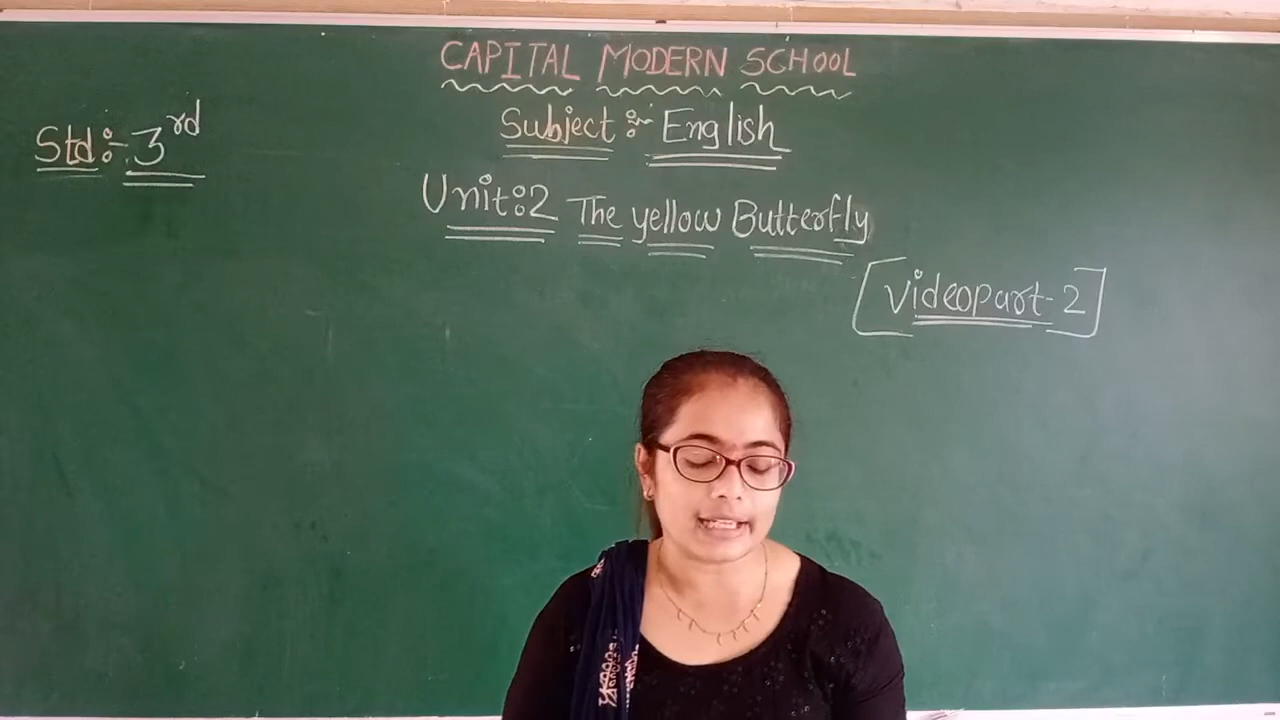 CAPITAL MODERN SCHOOL
Subject :- English
Std :- 3rd
Unit:2 The yellow Butterfly
[Videopart-2]